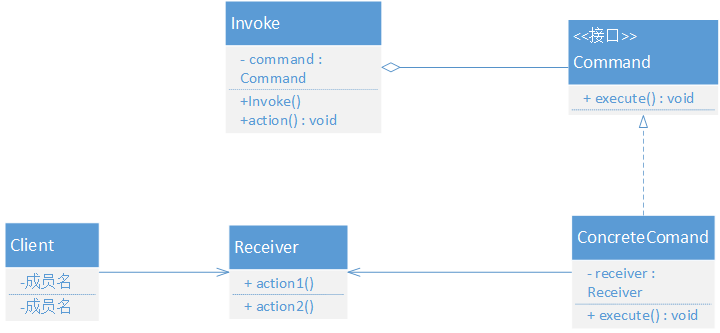 Invoke
- command :
Command
+Invoke()
+action() : void
<<接口>>
Command
+ execute() : void
Client
-成员名
-成员名
Receiver
+ action1()
+ action2()
ConcreteComand
- receiver :
Receiver
+ execute() : void